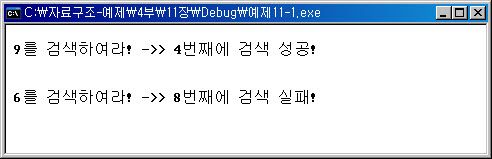 C:₩자료구조-예제₩4부₩11장₩Debug₩예제11-1.exe
9를 검색하여라! ->> 4번째에 검색 성공!
6를 검색하여라! ->> 8번째에 검색 실패!